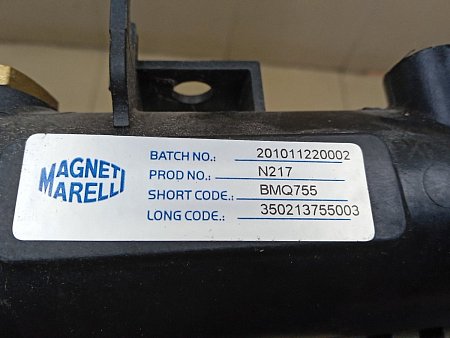 MAGNETI
MARELLI
BATCH NO.: 201011220002
PROD NO.: N217
SHORT CODE.: BMQ755
LONG CODE.: 350213755003